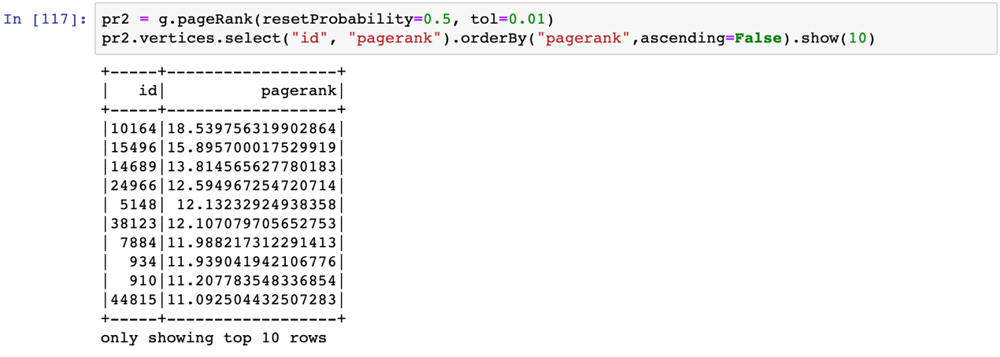 In [117]: pr2 = g.pageRank(resetProbability=0.5, tol=0.01)
pr2.vertices.select("id", "pagerank").orderBy("pagerank",ascending=False).show(10)
+-----+------------------+
|   id|          pagerank|
+-----+------------------+
|10164|18.539756319902864|
|15496|15.895700017529919|
|14689|13.814565627780183|
|24966|12.594967254720714|
| 5148| 12.13232924938358|
|38123|12.107079705652753|
| 7884|11.988217312291413|
|  934|11.939041942106776|
|  910|11.207783548336854|
|44815|11.092504432507283|
+-----+------------------+
only showing top 10 rows